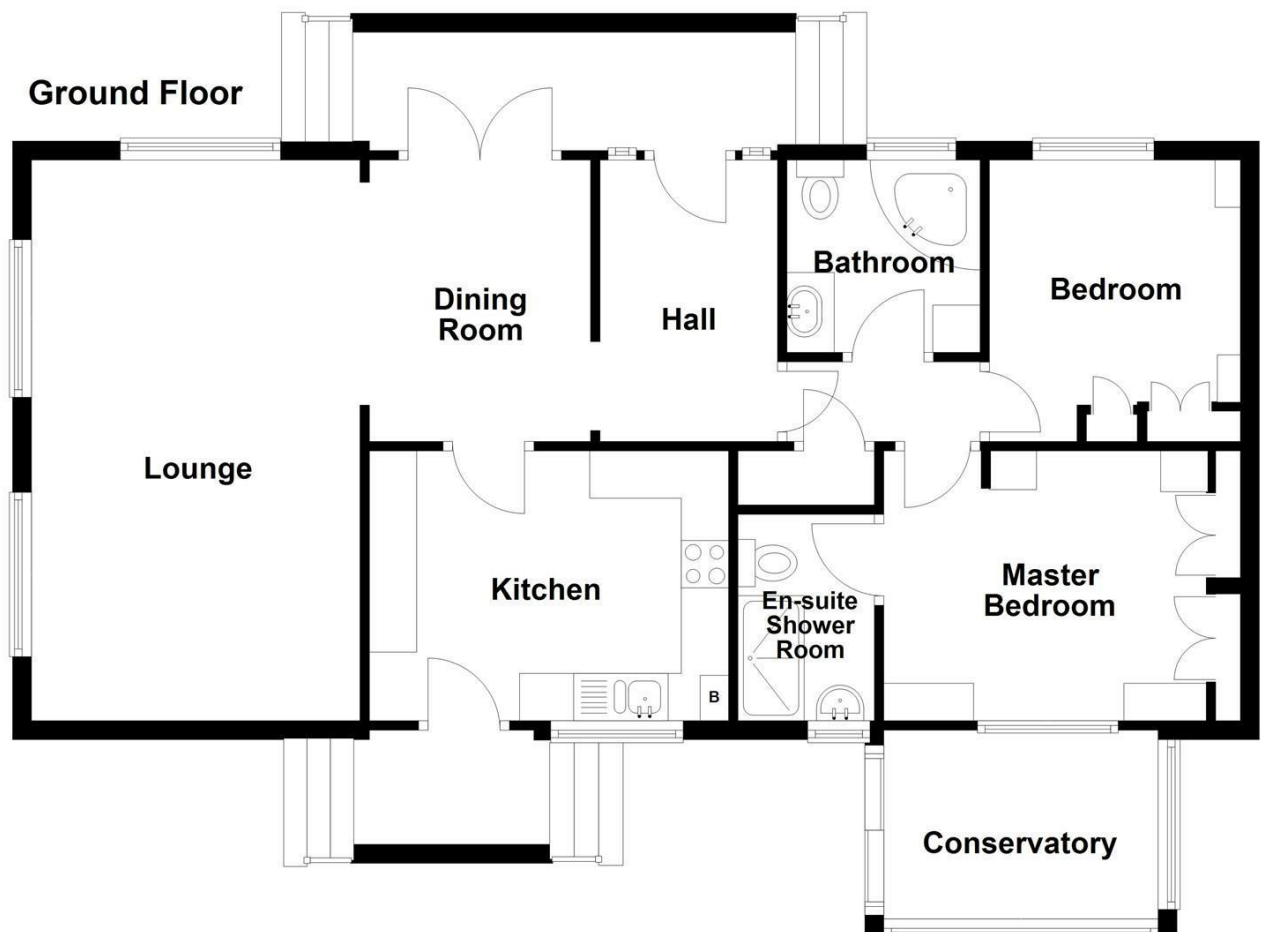 Ground Floor
Bathroom
Bedroom
Dining
Room
Hall
Lounge
Kitchen
Master
Bedroom
En-suite
Shower
Room
B
Conservatory